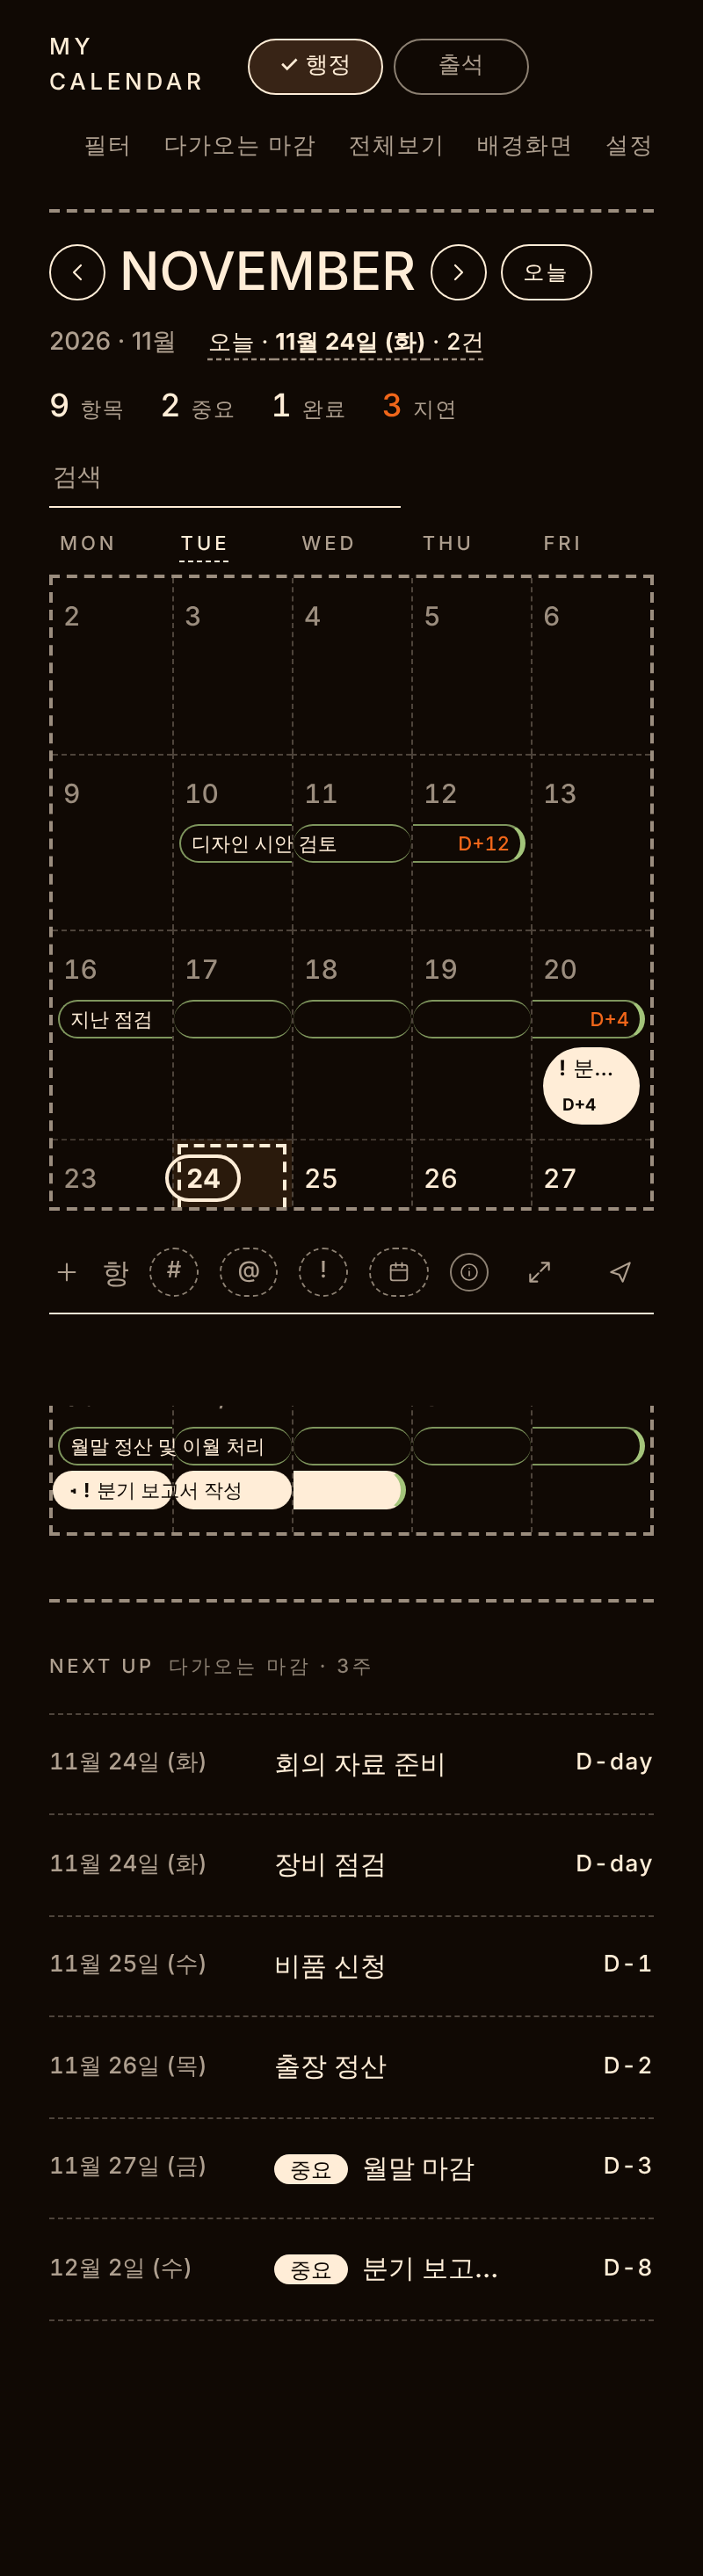 MY
CALENDAR
행정
출석
필터 다가오는 마감 전체보기 배경화면 설정
NOVEMBER
오늘
2026 · 11월 오늘 · 11월 24일 (화) · 2건
9 항목 2 중요 1 완료 3 지연
검색
MON TUE WED THU FRI
2 3 4 5 6
9 10 11 12 13
디자인 시안 검토 D+12
16 17 18 19 20
지난 점검 D+4
! 분...
D+4
23 24 25 26 27
항 # @ !
월말 정산 및 이월 처리
! 분기 보고서 작성
NEXT UP 다가오는 마감 · 3주
11월 24일 (화) 회의 자료 준비 D-day
11월 24일 (화) 장비 점검 D-day
11월 25일 (수) 비품 신청 D-1
11월 26일 (목) 출장 정산 D-2
11월 27일 (금) 중요 월말 마감 D-3
12월 2일 (수) 중요 분기 보고... D-8